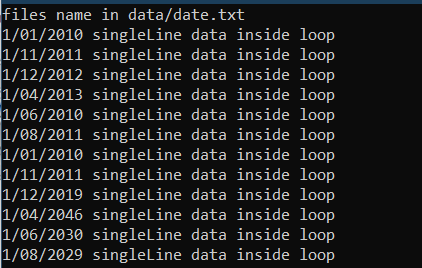 files name in data/date.txt
1/01/2010 singleLine data inside loop
1/11/2011 singleLine data inside loop
1/12/2012 singleLine data inside loop
1/04/2013 singleLine data inside loop
1/06/2010 singleLine data inside loop
1/08/2011 singleLine data inside loop
1/01/2010 singleLine data inside loop
1/11/2011 singleLine data inside loop
1/12/2019 singleLine data inside loop
1/04/2046 singleLine data inside loop
1/06/2030 singleLine data inside loop
1/08/2029 singleLine data inside loop